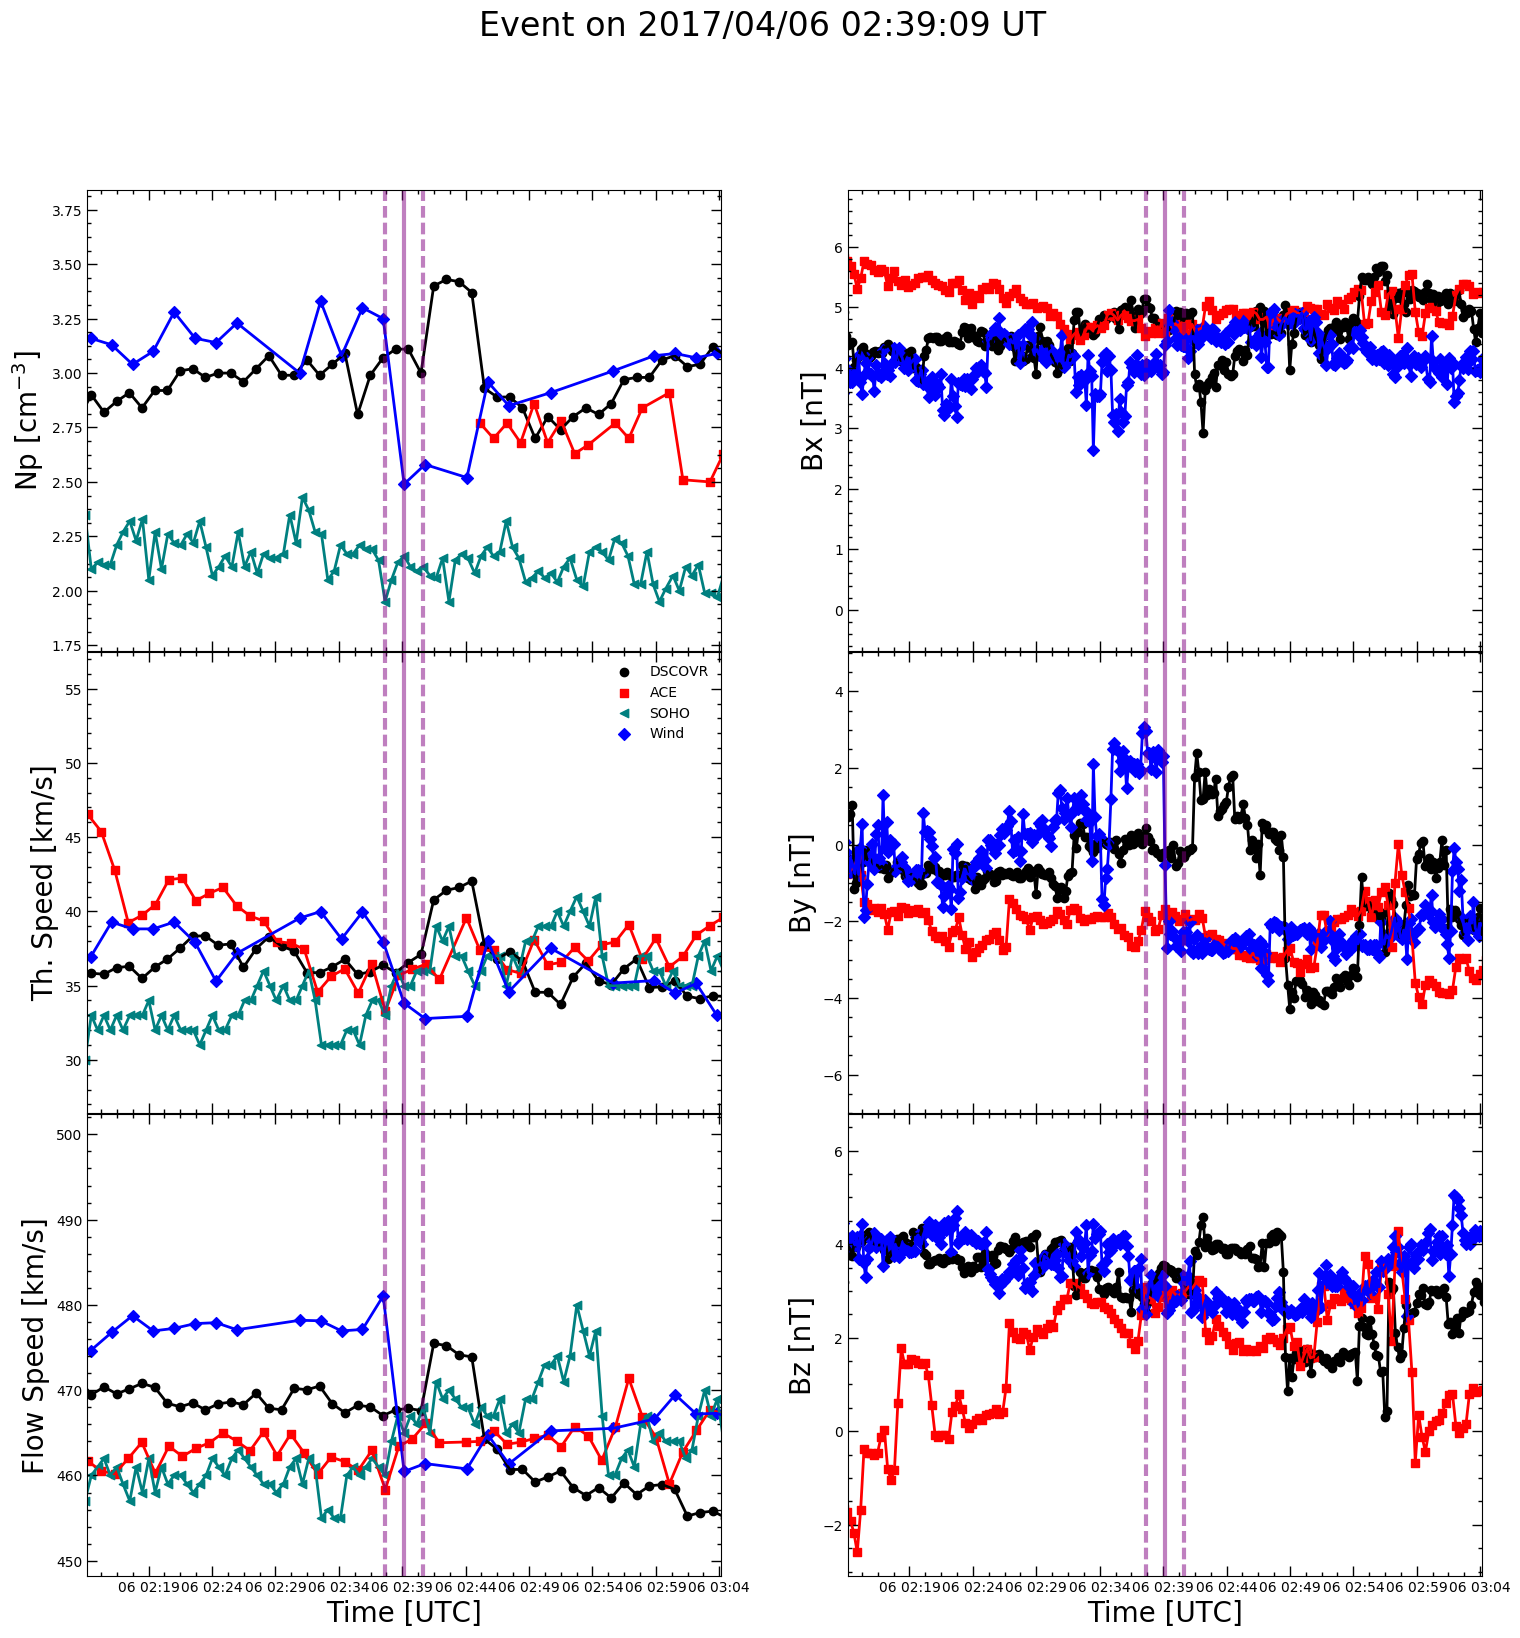 Event on 2017/04/06 02:39:09 UT
Np [cm⁻³]
3.75
3.50
3.25
3.00
2.75
2.50
2.25
2.00
1.75
Th. Speed [km/s]
55
50
45
40
35
30
DSCOVR
ACE
SOHO
Wind
Flow Speed [km/s]
500
490
480
470
460
450
06 02:19 06 02:24 06 02:29 06 02:34 06 02:39 06 02:44 06 02:49 06 02:54 06 02:59 06 03:04
Time [UTC]
Bx [nT]
6
5
4
3
2
1
0
By [nT]
4
2
0
−2
−4
−6
Bz [nT]
6
4
2
0
−2
06 02:19 06 02:24 06 02:29 06 02:34 06 02:39 06 02:44 06 02:49 06 02:54 06 02:59 06 03:04
Time [UTC]